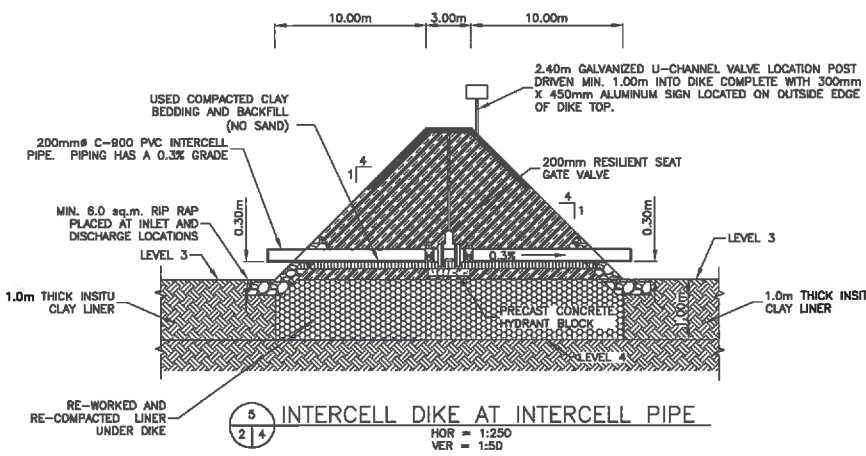 10.00m
3.00m
10.00m
2.40m GALVANIZED U-CHANNEL VALVE LOCATION POST
DRIVEN MIN. 1.00m INTO DIKE COMPLETE WITH 300mm
X 450mm ALUMINUM SIGN LOCATED ON OUTSIDE EDGE
OF DIKE TOP.
USED COMPACTED CLAY
BEDDING AND BACKFILL
(NO SAND)
200mmø C-900 PVC INTERCELL
PIPE. PIPING HAS A 0.3% GRADE
4
1
200mm RESILIENT SEAT
GATE VALVE
4
1
MIN. 6.0 sq.m. RIP RAP
PLACED AT INLET AND
DISCHARGE LOCATIONS
0.30m
0.30m
0.3%
LEVEL 3
LEVEL 3
1.0m THICK INSITU
CLAY LINER
PRECAST CONCRETE
HYDRANT BLOCK
1.00m
1.0m THICK INSIT
CLAY LINER
LEVEL 4
RE-WORKED AND
RE-COMPACTED LINER
UNDER DIKE
5
2 4
INTERCELL DIKE AT INTERCELL PIPE
HOR = 1:250
VER = 1:50